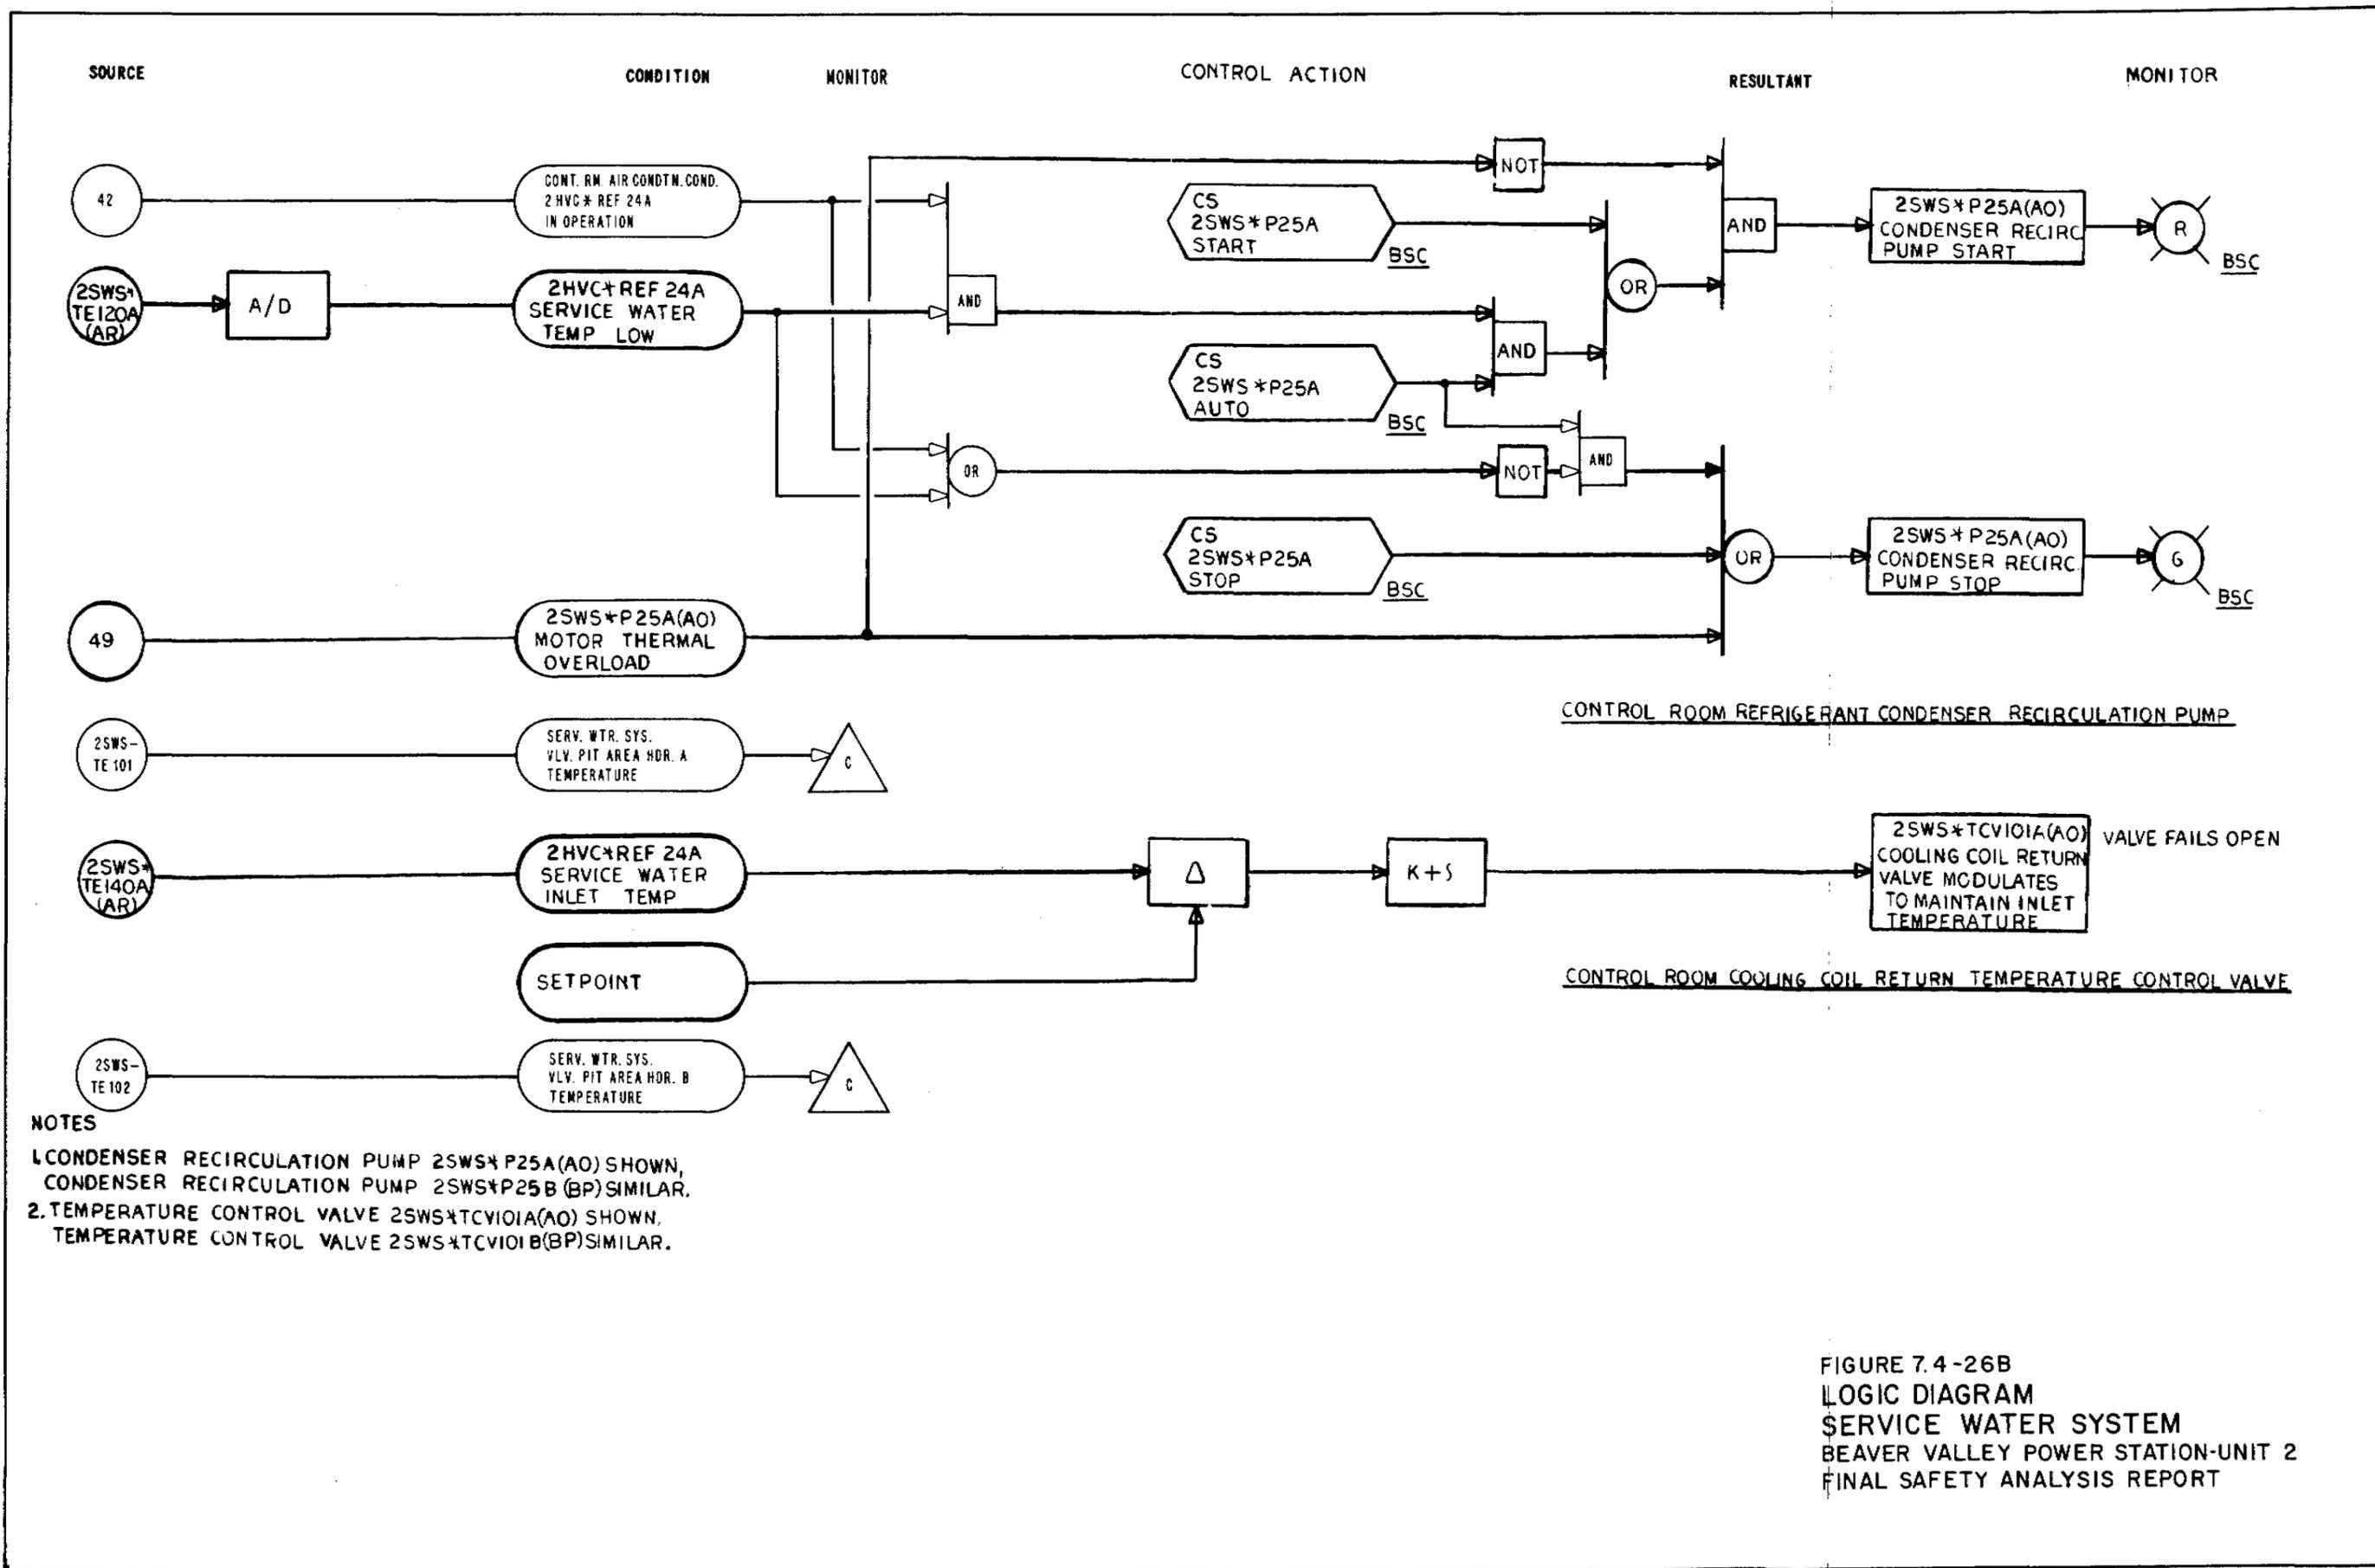 SOURCE
CONDITION
MONITOR
CONTROL ACTION
RESULTANT
MONITOR
42
CONT. RM. AIR CONDTN. COND.
2HVC* REF 24A
IN OPERATION
NOT
CS
2SWS*P25A
START
BSC
AND
2SWS*P25A(AO)
CONDENSER RECIRC
PUMP START
R
BSC
2SWS*
TE120A
(AR)
A/D
2HVC*REF 24A
SERVICE WATER
TEMP LOW
AND
OR
AND
CS
2SWS*P25A
AUTO
BSC
OR
NOT
AND
CS
2SWS*P25A
STOP
BSC
OR
2SWS*P25A(AO)
CONDENSER RECIRC.
PUMP STOP
G
BSC
49
2SWS*P25A(AO)
MOTOR THERMAL
OVERLOAD
CONTROL ROOM REFRIGERANT CONDENSER RECIRCULATION PUMP
2SWS-
TE 101
SERV. WTR. SYS.
VLV. PIT AREA HDR. A
TEMPERATURE
C
2SWS*
TE140A
(AR)
2HVC*REF 24A
SERVICE WATER
INLET TEMP
Δ
K+S
2SWS*TCV101A(AO)
COOLING COIL RETURN
VALVE MODULATES
TO MAINTAIN INLET
TEMPERATURE
VALVE FAILS OPEN
SETPOINT
CONTROL ROOM COOLING COIL RETURN TEMPERATURE CONTROL VALVE
2SWS-
TE 102
SERV. WTR. SYS.
VLV. PIT AREA HDR. B
TEMPERATURE
C
NOTES
1. CONDENSER RECIRCULATION PUMP 2SWS*P25A(AO) SHOWN,
CONDENSER RECIRCULATION PUMP 2SWS*P25B(BP) SIMILAR.
2. TEMPERATURE CONTROL VALVE 2SWS*TCV101A(AO) SHOWN,
TEMPERATURE CONTROL VALVE 2SWS*TCV101B(BP) SIMILAR.
FIGURE 7.4-26B
LOGIC DIAGRAM
SERVICE WATER SYSTEM
BEAVER VALLEY POWER STATION-UNIT 2
FINAL SAFETY ANALYSIS REPORT